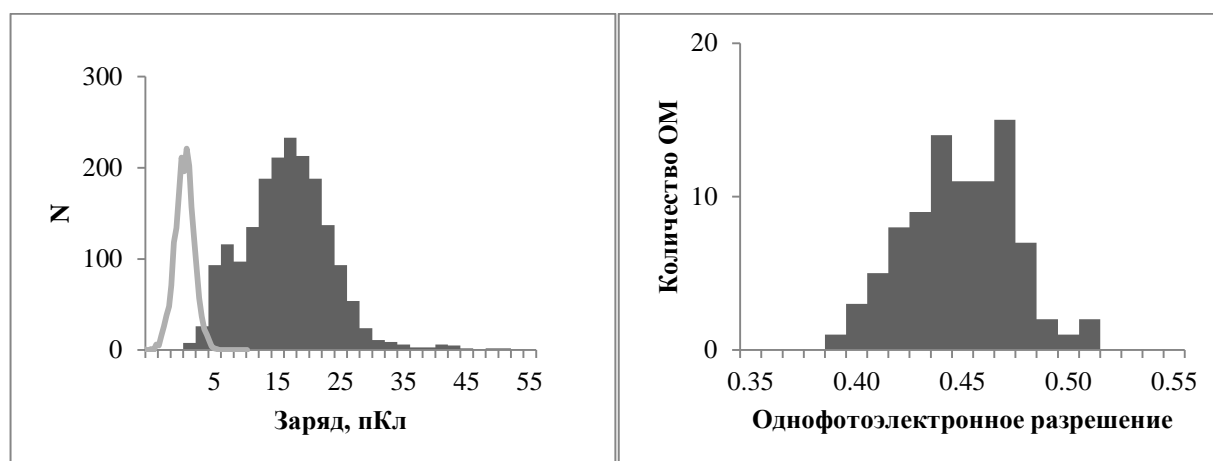 300
200
100
0
N
5 15 25 35 45 55
Заряд, пКл
20
10
0
Количество ОМ
0.35 0.40 0.45 0.50 0.55
Однофотоэлектронное разрешение